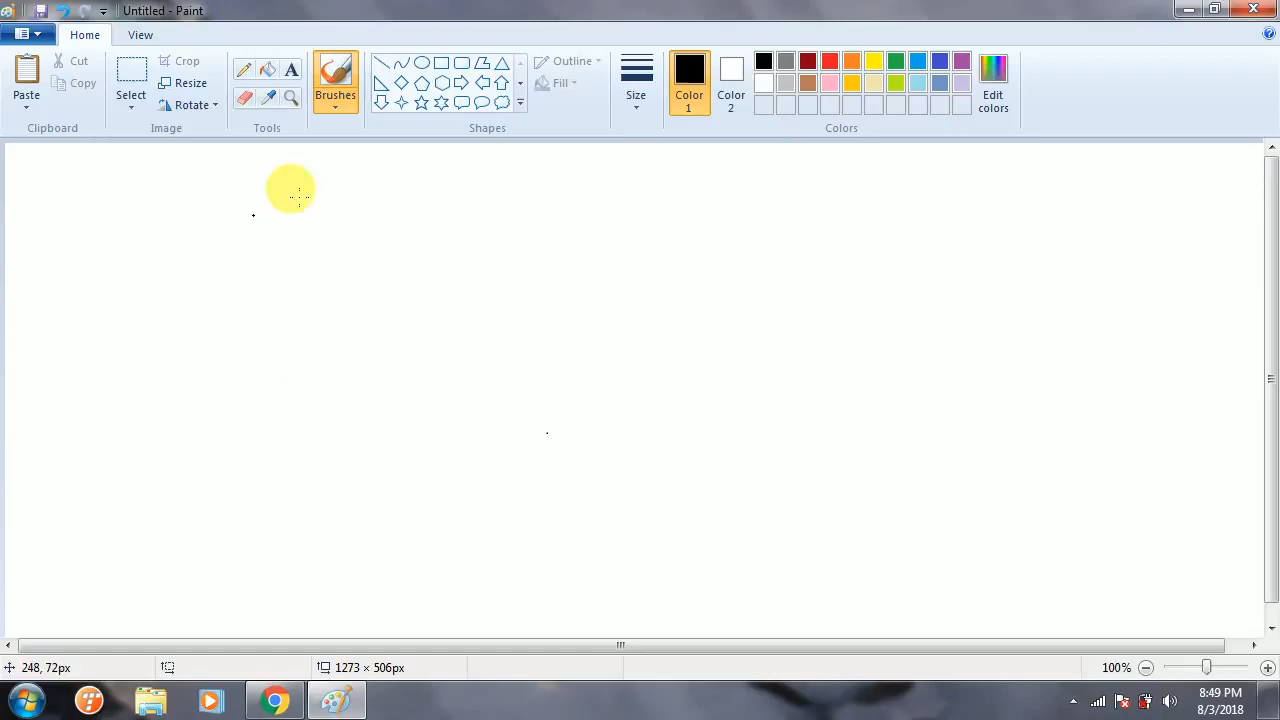 Untitled - Paint
Home View
Paste
Cut
Copy
Clipboard
Select
Crop
Resize
Rotate
Image
A
Tools
Brushes
Shapes
Outline
Fill
Size
Color 1
Color 2
Edit colors
Colors
248, 72px
1273 × 506px
100%
8:49 PM
8/3/2018